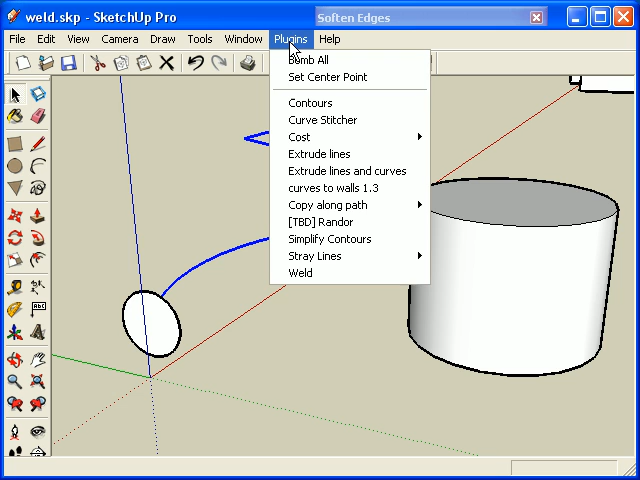 weld.skp - SketchUp Pro
Soften Edges
File Edit View Camera Draw Tools Window Plugins Help
Bomb All
Set Center Point
Contours
Curve Stitcher
Cost
Extrude lines
Extrude lines and curves
curves to walls 1.3
Copy along path
[TBD] Randor
Simplify Contours
Stray Lines
Weld
ABC
A